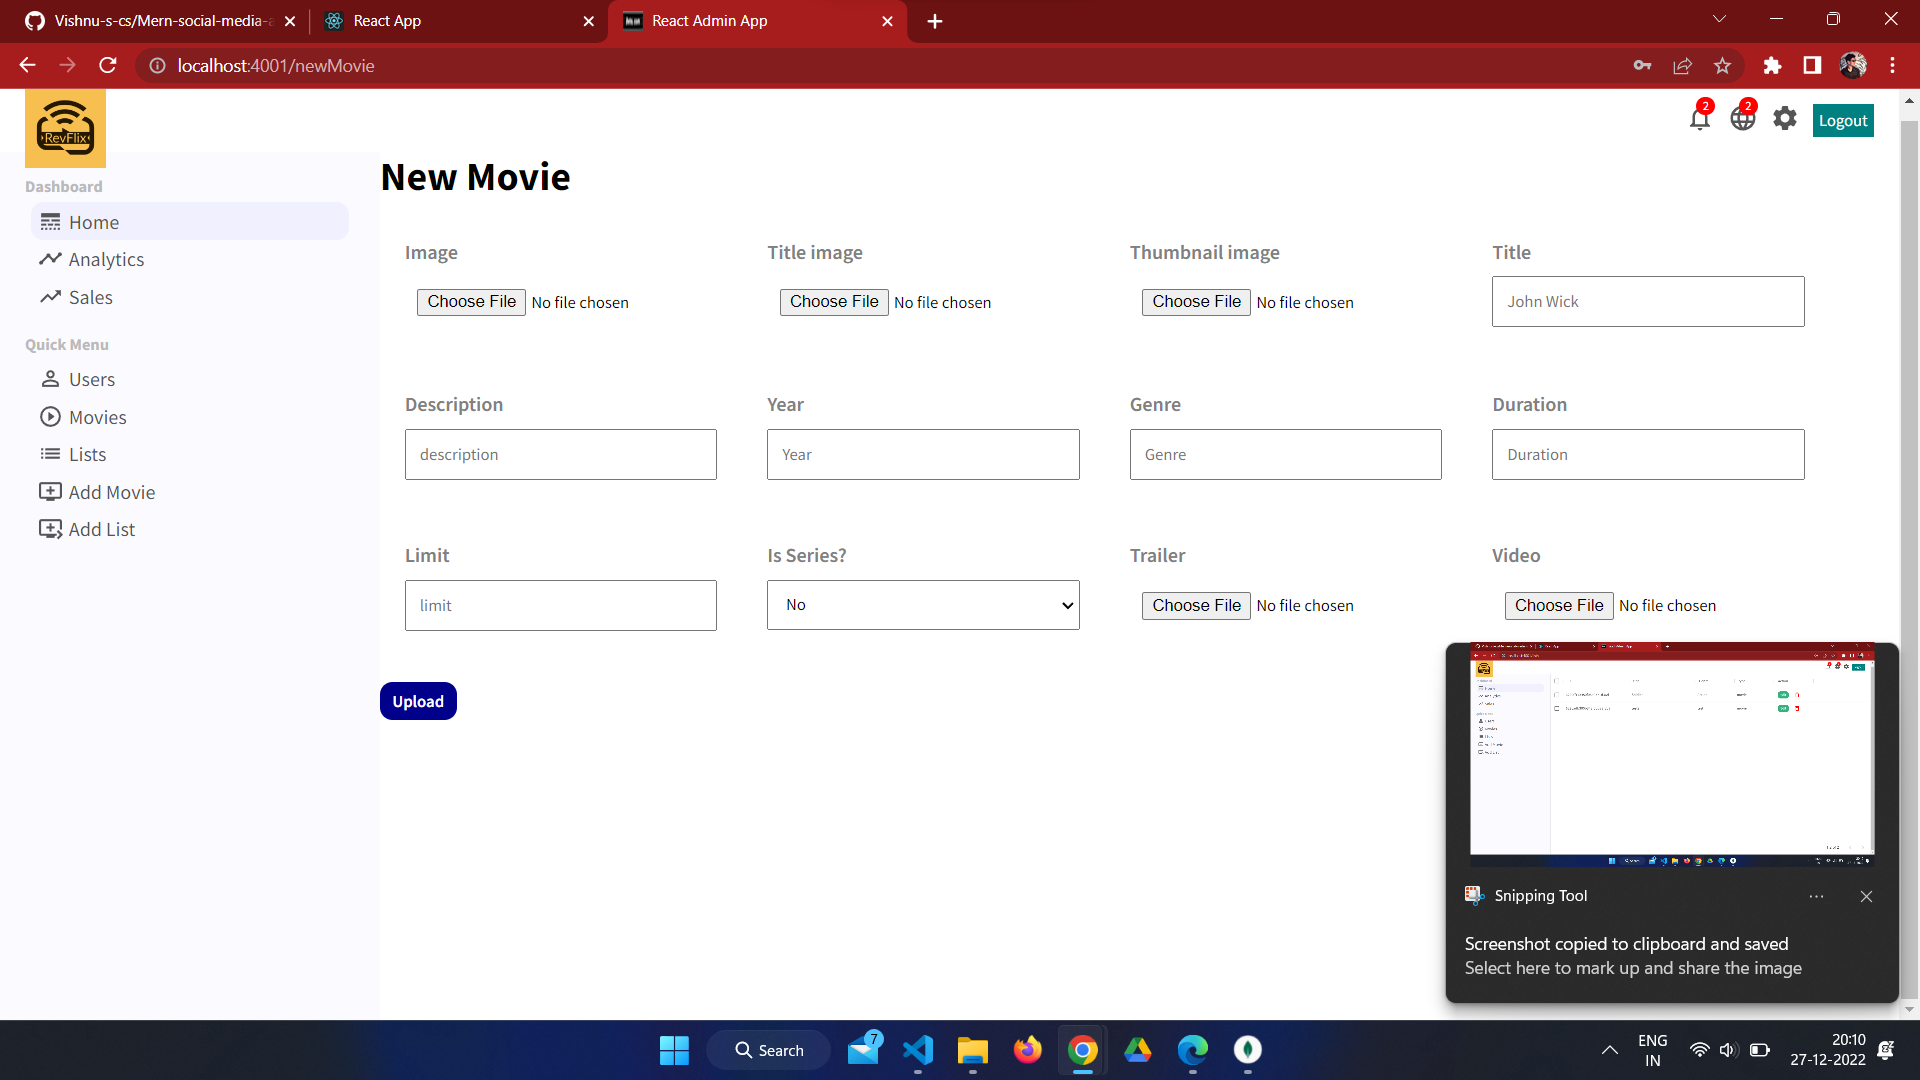 Vishnu-s-cs/Mern-social-media-a
React App
React Admin App
localhost:4001/newMovie
RevFlix
2
2
Logout
Dashboard
Home
Analytics
Sales
Quick Menu
Users
Movies
Lists
Add Movie
Add List
New Movie
Image
Title image
Thumbnail image
Title
Choose File No file chosen
Choose File No file chosen
Choose File No file chosen
John Wick
Description
Year
Genre
Duration
description
Year
Genre
Duration
Limit
Is Series?
Trailer
Video
limit
No
Choose File No file chosen
Choose File No file chosen
Upload
Snipping Tool
Screenshot copied to clipboard and saved
Select here to mark up and share the image
Search
7
ENG
IN
20:10
27-12-2022